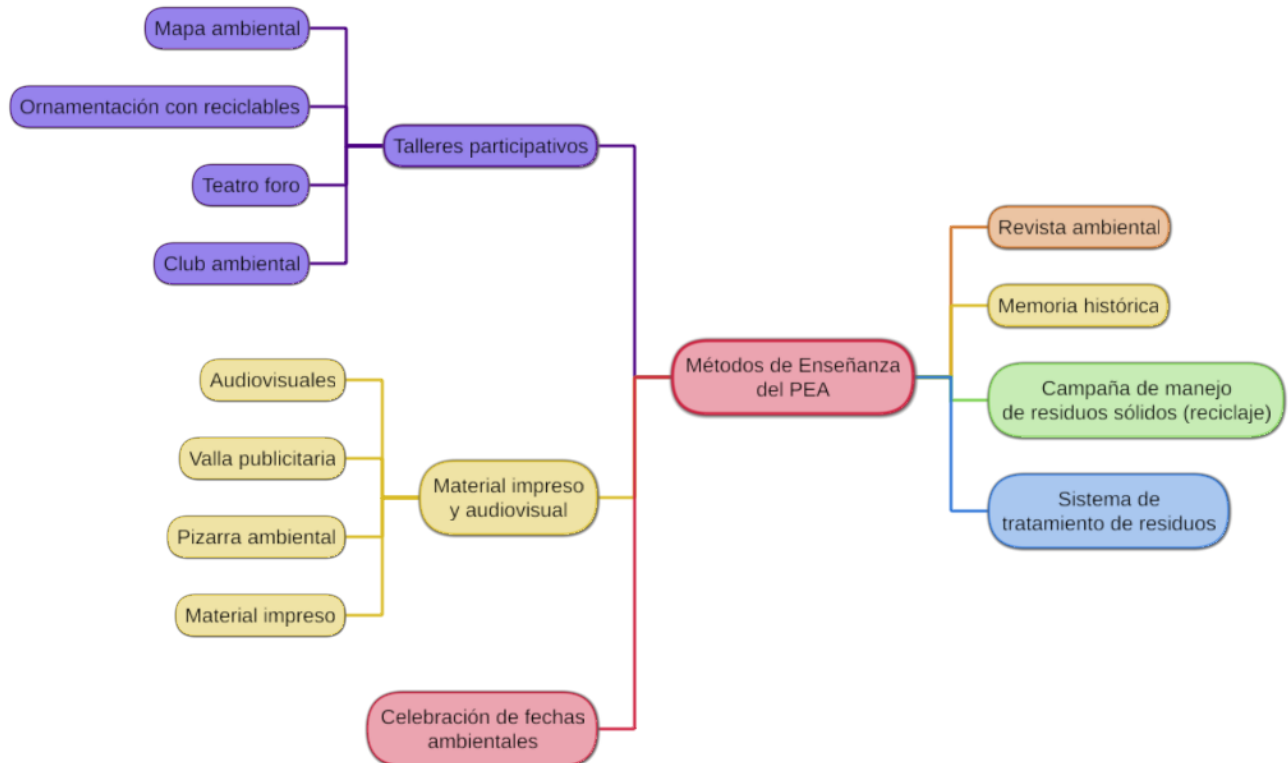 Mapa ambiental
Ornamentación con reciclables
Teatro foro
Club ambiental
Talleres participativos
Audiovisuales
Valla publicitaria
Pizarra ambiental
Material impreso
Material impreso
y audiovisual
Celebración de fechas
ambientales
Métodos de Enseñanza
del PEA
Revista ambiental
Memoria histórica
Campaña de manejo
de residuos sólidos (reciclaje)
Sistema de
tratamiento de residuos